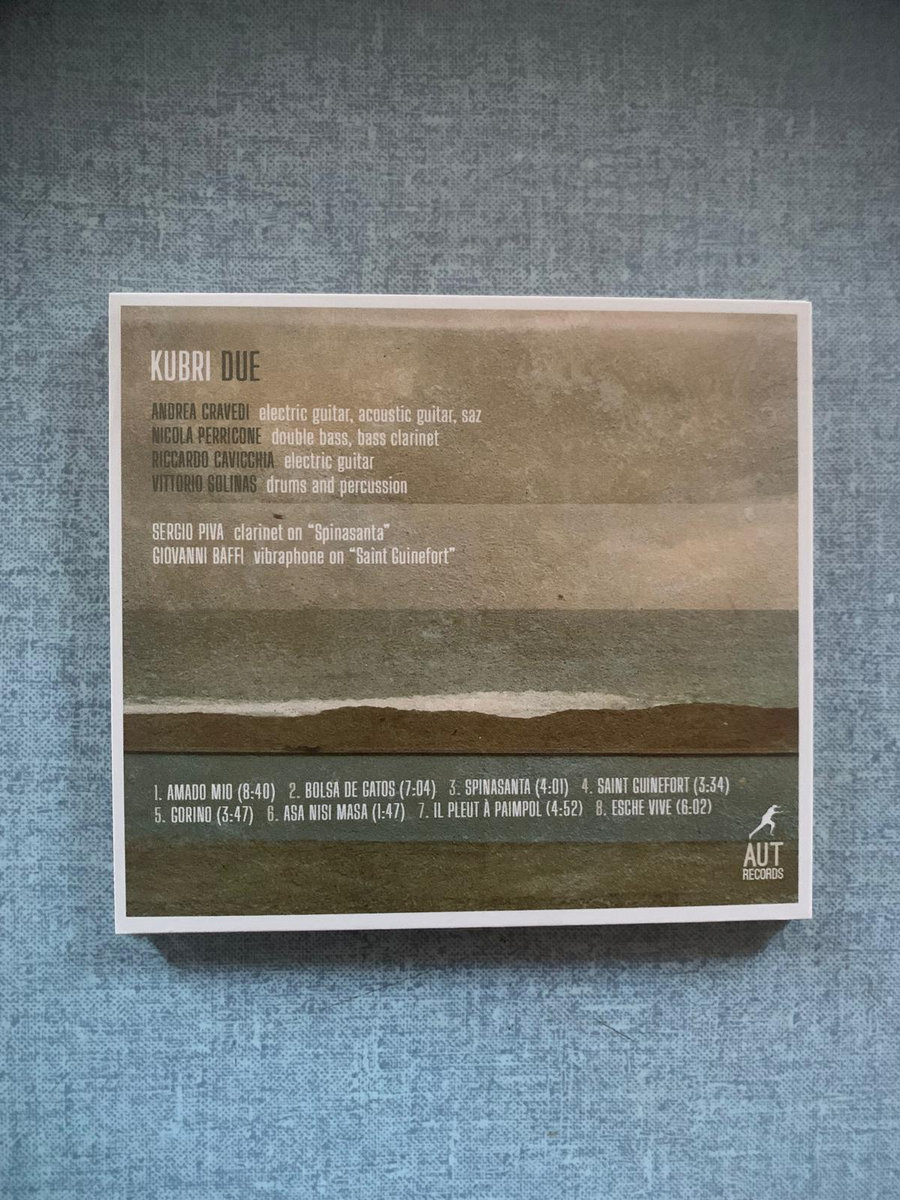 KUBRI DUE
ANDREA CRAVEDI electric guitar, acoustic guitar, saz
NICOLA PERRICONE double bass, bass clarinet
RICCARDO CAVICCHIA electric guitar
VITTORIO SOLINAS drums and percussion
SERGIO PIVA clarinet on “Spinasanta”
GIOVANNI BAFFI vibraphone on “Saint Guinefort”
1. AMADO MIO (8:40) 2. BOLSA DE GATOS (7:04) 3. SPINASANTA (4:01) 4. SAINT GUINEFORT (3:34)
5. GORINO (3:47) 6. ASA NISI MASA (1:47) 7. IL PLEUT À PAIMPOL (4:52) 8. ESCHE VIVE (6:02)
AUT
RECORDS